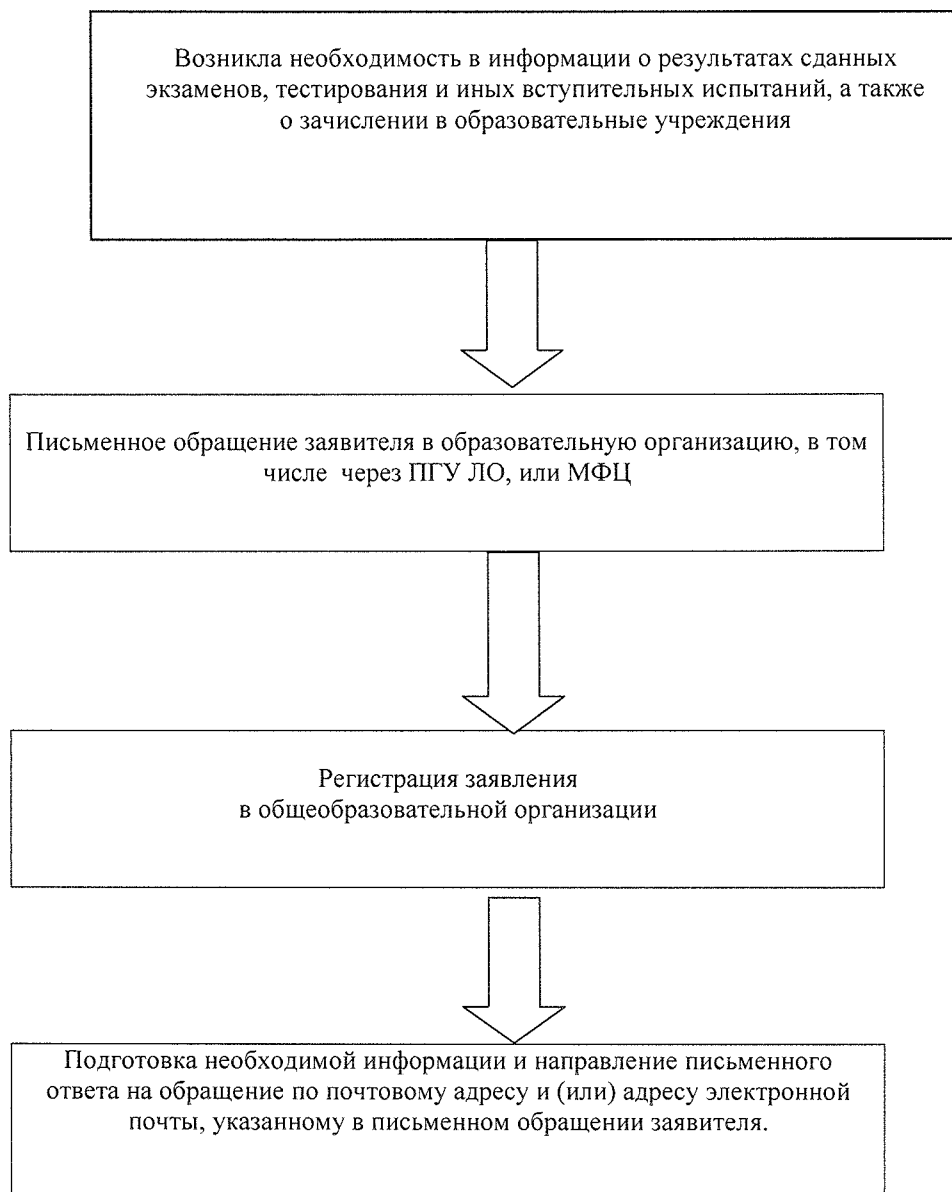 Возникла необходимость в информации о результатах сданных
экзаменов, тестирования и иных вступительных испытаний, а также
о зачислении в образовательные учреждения
Письменное обращение заявителя в образовательную организацию, в том
числе через ПГУ ЛО, или МФЦ
Регистрация заявления
в общеобразовательной организации
Подготовка необходимой информации и направление письменного
ответа на обращение по почтовому адресу и (или) адресу электронной
почты, указанному в письменном обращении заявителя.